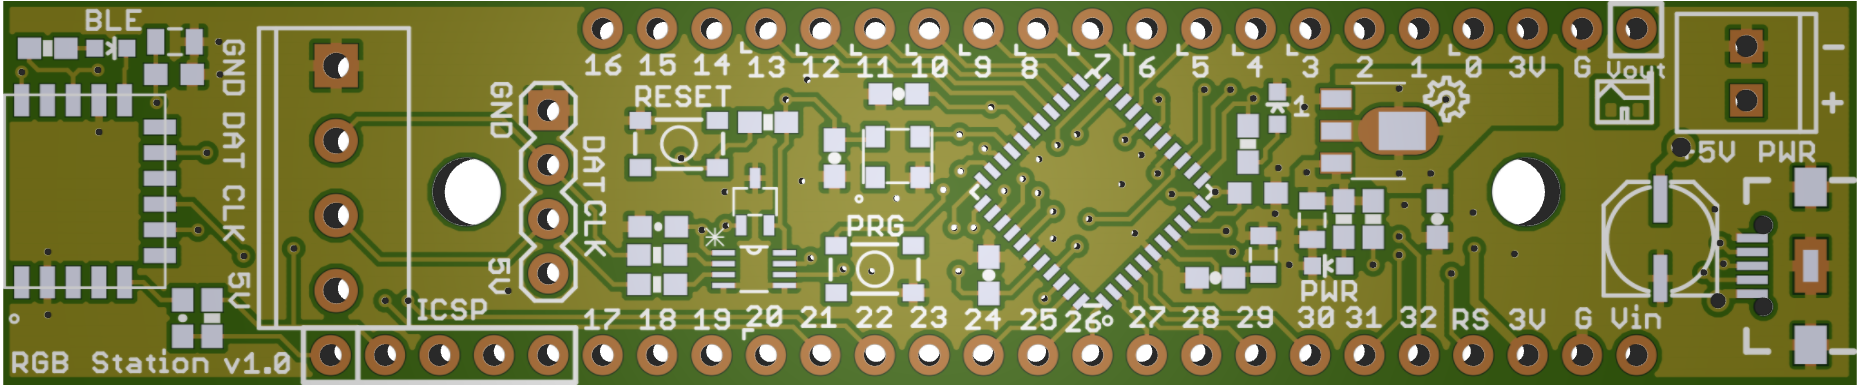 BLE
16 15 14 13 12 11 10 9 8 7 6 5 4 3 2 1 0 3V G Vout
GND DAT CLK 5V
RESET
GND
DAT CLK
5V
1
-
+
5V PWR
PRG
PWR
ICSP
17 18 19 20 21 22 23 24 25 26 27 28 29 30 31 32 RS 3V G Vin
RGB Station v1.0